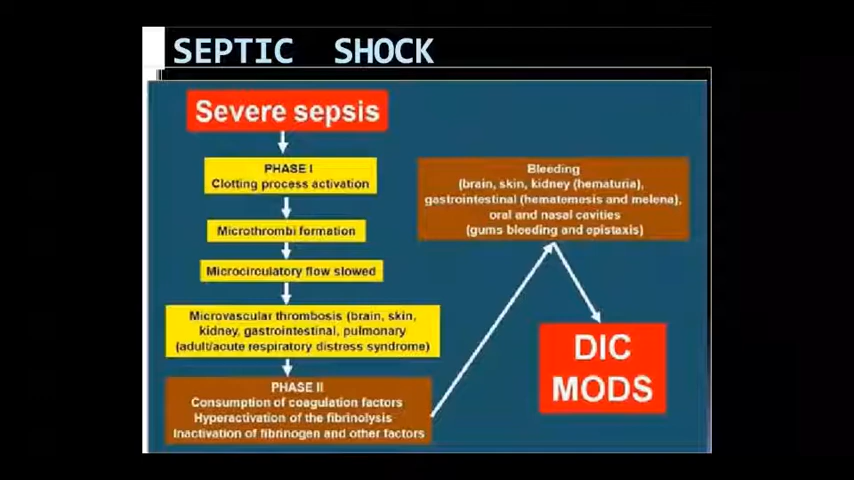 SEPTIC SHOCK
Severe sepsis
PHASE I
Clotting process activation
Microthrombi formation
Microcirculatory flow slowed
Microvascular thrombosis (brain, skin,
kidney, gastrointestinal, pulmonary
(adult/acute respiratory distress syndrome)
PHASE II
Consumption of coagulation factors
Hyperactivation of the fibrinolysis
Inactivation of fibrinogen and other factors
Bleeding
(brain, skin, kidney (hematuria),
gastrointestinal (hematemesis and melena),
oral and nasal cavities
(gums bleeding and epistaxis)
DIC
MODS